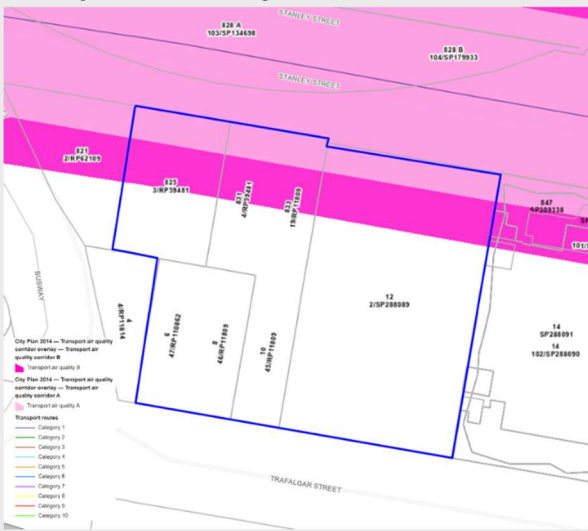 STANLEY STREET
828 A
103/SP134698
828 B
104/SP179933
STANLEY STREET
821
2/RP62109
825
3/RP59481
831
4/RP59481
833
19/RP11809
847
SP209338
SP
101/S
12
2/SP288089
BUSWAY
4
4/RP11814
6
47/RP110862
8
46/RP11809
10
45/RP11809
14
SP288091
14
102/SP288090
City Plan 2014 — Transport air quality
corridor overlay — Transport air
quality corridor B
Transport air quality B
City Plan 2014 — Transport air quality
corridor overlay — Transport air
quality corridor A
Transport air quality A
Transport routes
Category 1
Category 2
Category 3
Category 4
Category 5
Category 6
Category 7
Category 8
Category 9
Category 10
TRAFALGAR STREET